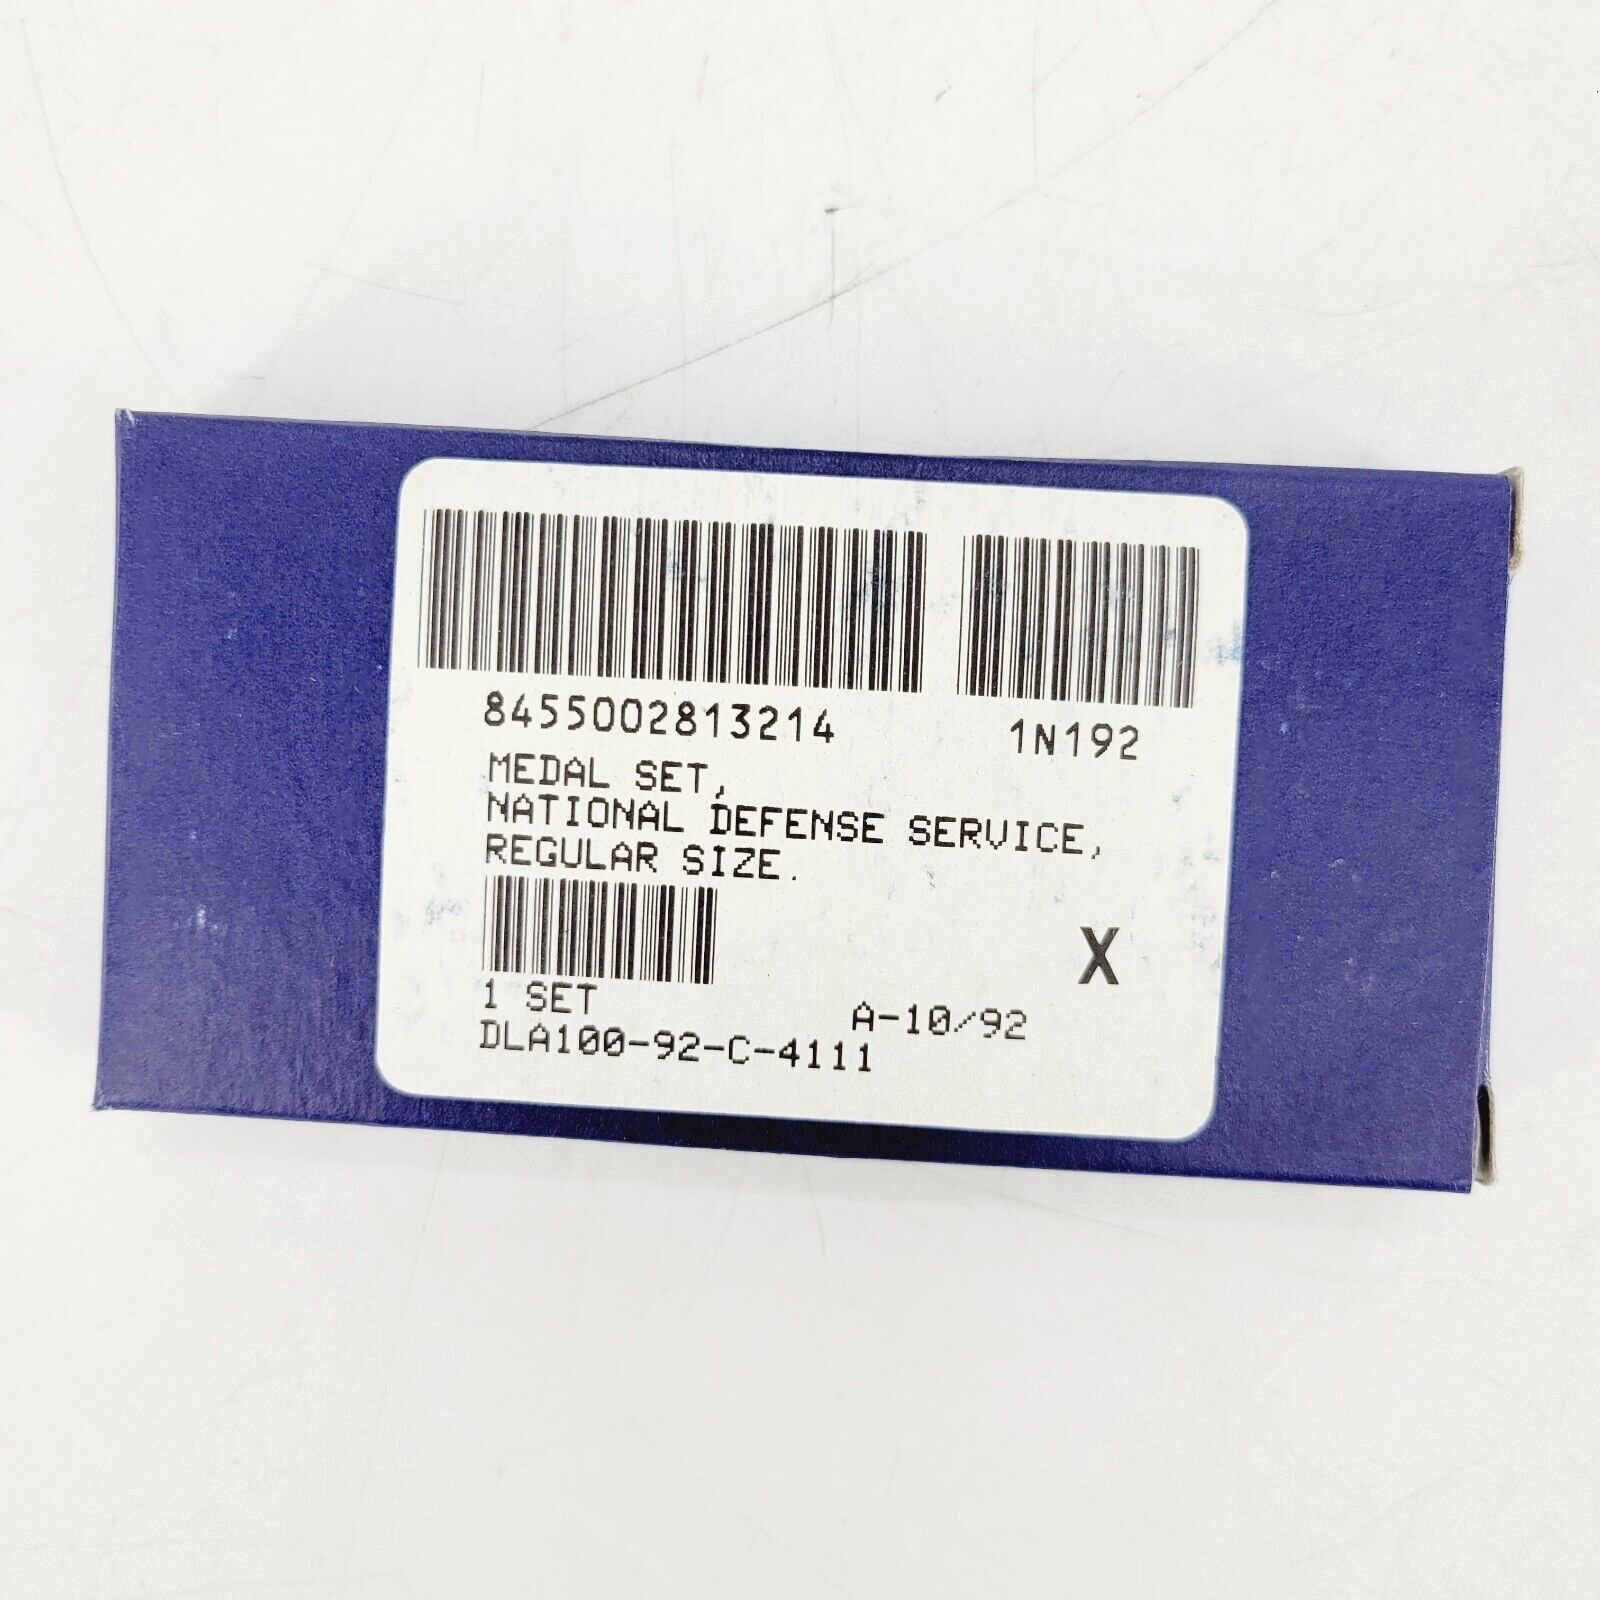 8455002813214 1N192
MEDAL SET,
NATIONAL DEFENSE SERVICE,
REGULAR SIZE.
X
1 SET A-10/92
DLA100-92-C-4111